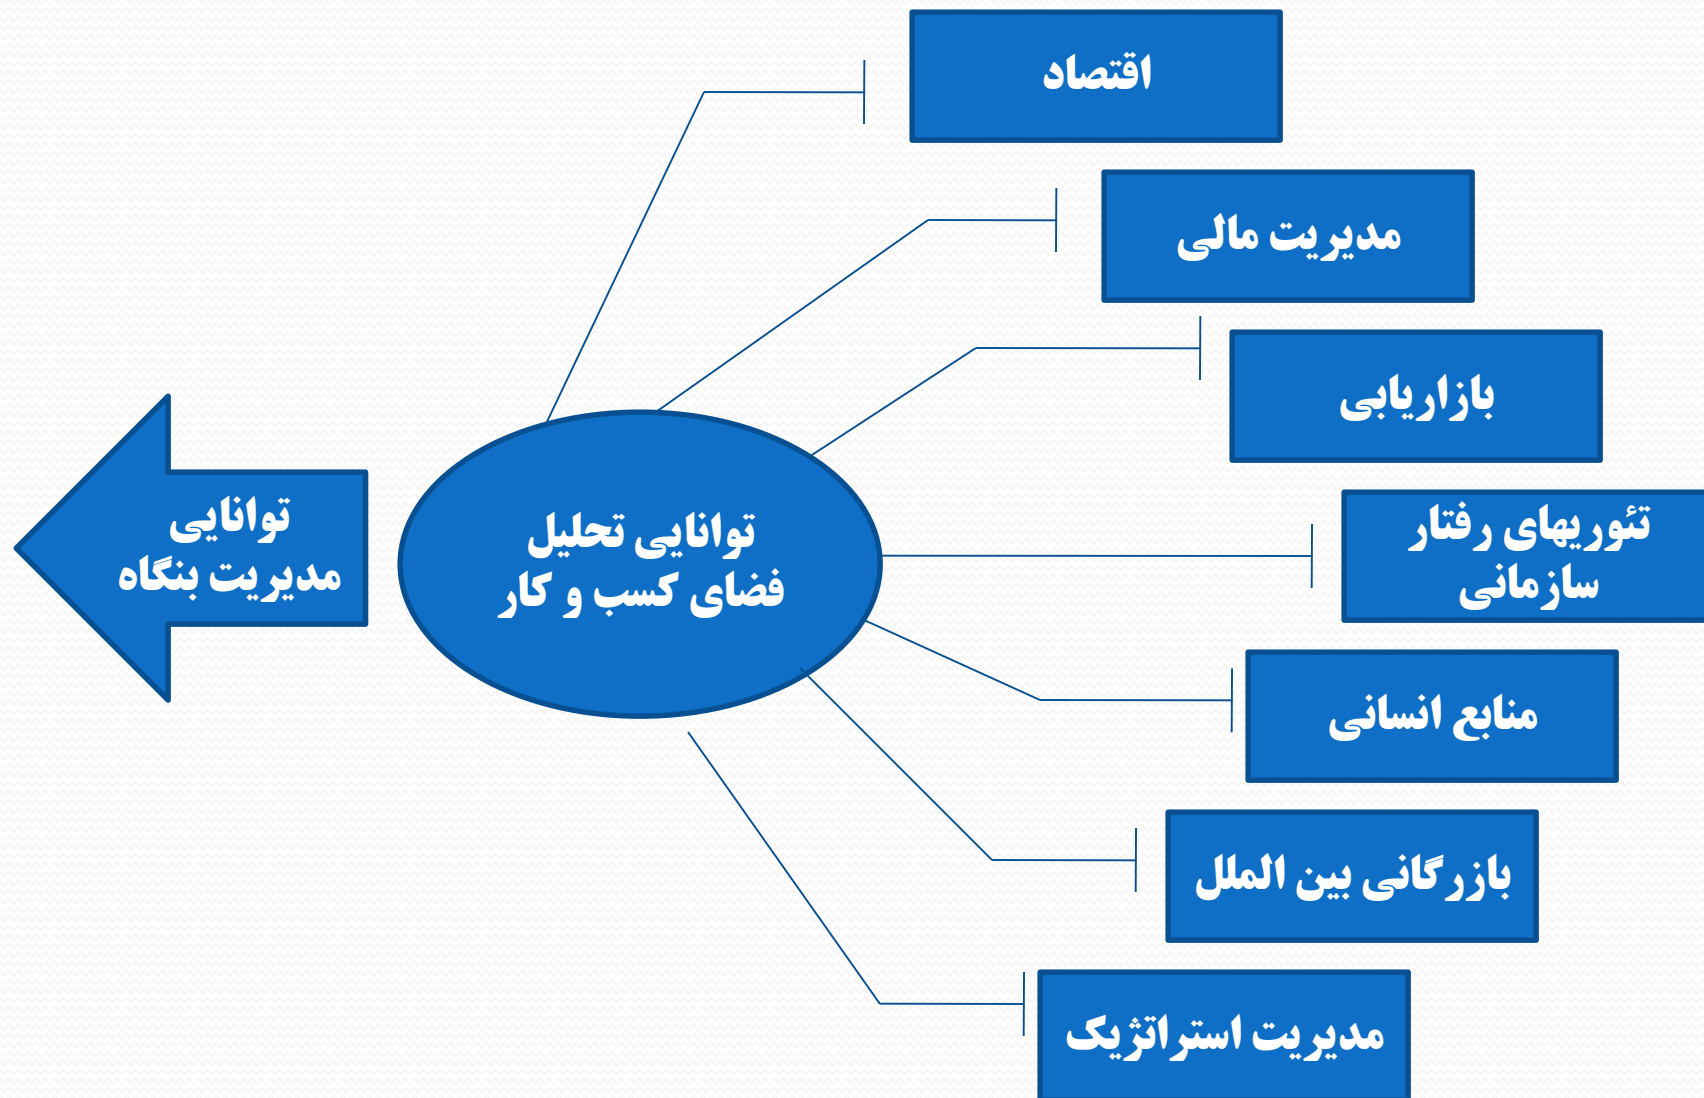 اقتصاد
مدیریت مالی
بازاریابی
تئوریهای رفتار
سازمانی
منابع انسانی
بازرگانی بین الملل
مدیریت استراتژیک
توانایی تحلیل
فضای کسب و کار
توانایی
مدیریت بنگاه